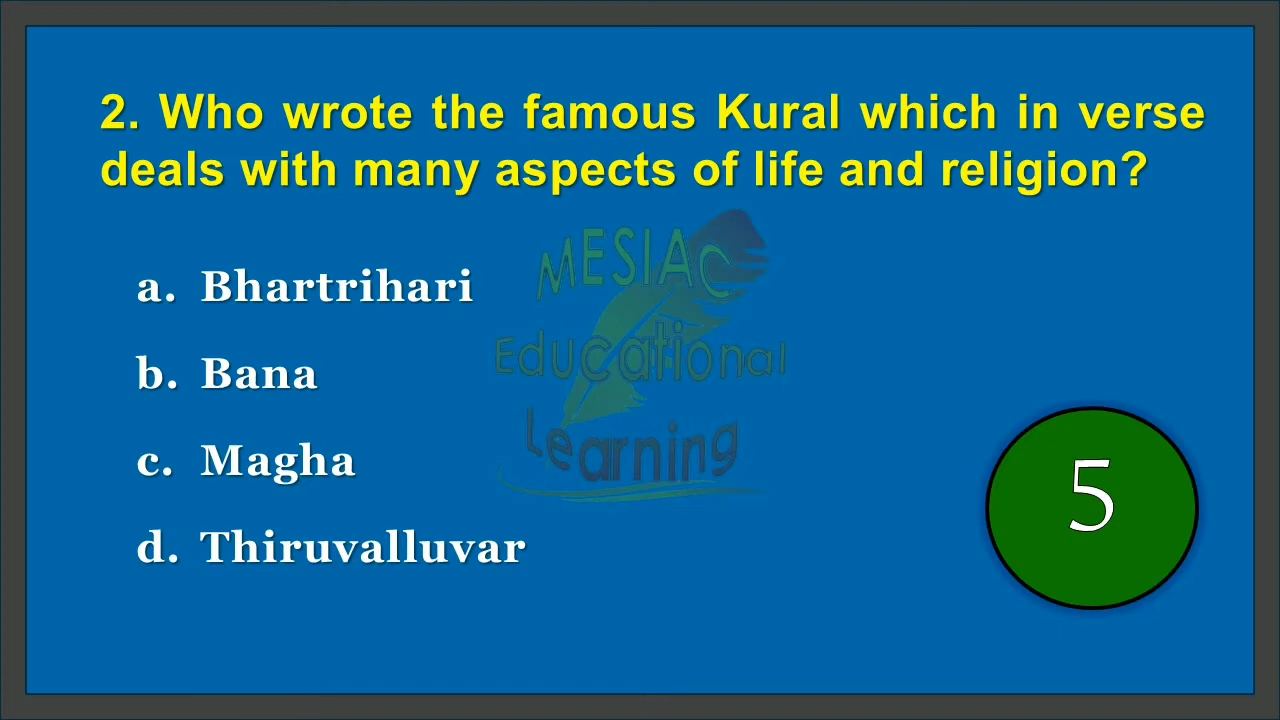 2. Who wrote the famous Kural which in verse
deals with many aspects of life and religion?
MESIAC
Educational
Learning
a. Bhartrihari
b. Bana
c. Magha
d. Thiruvalluvar
5